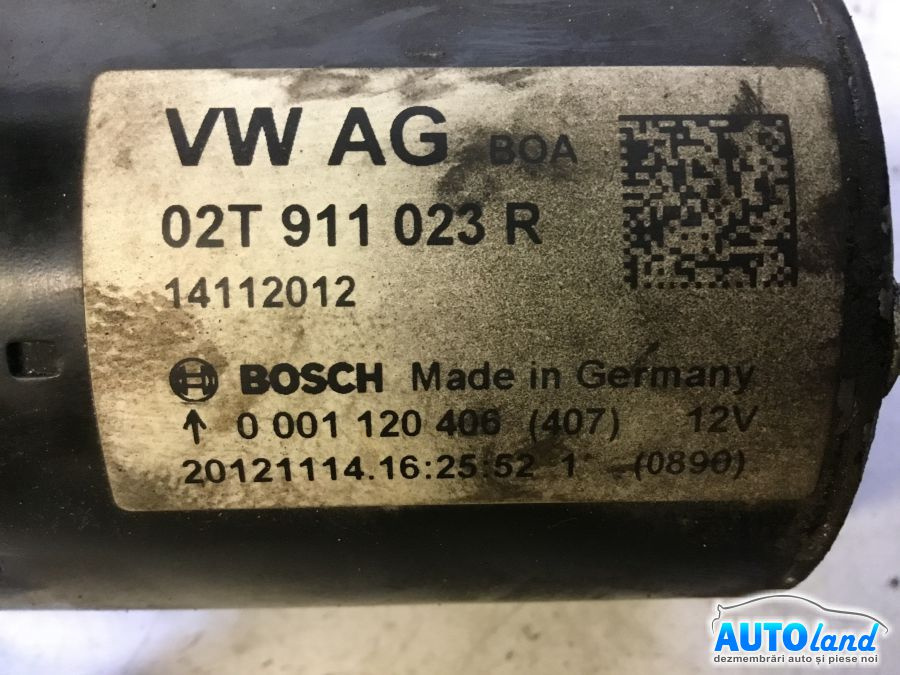 VW AG BOA
02T 911 023 R
14112012
BOSCH Made in Germany
↑ 0 001 120 406 (407) 12V
20121114.16:25:52 1 (0890)
AUTOland
dezmembrări auto și piese noi